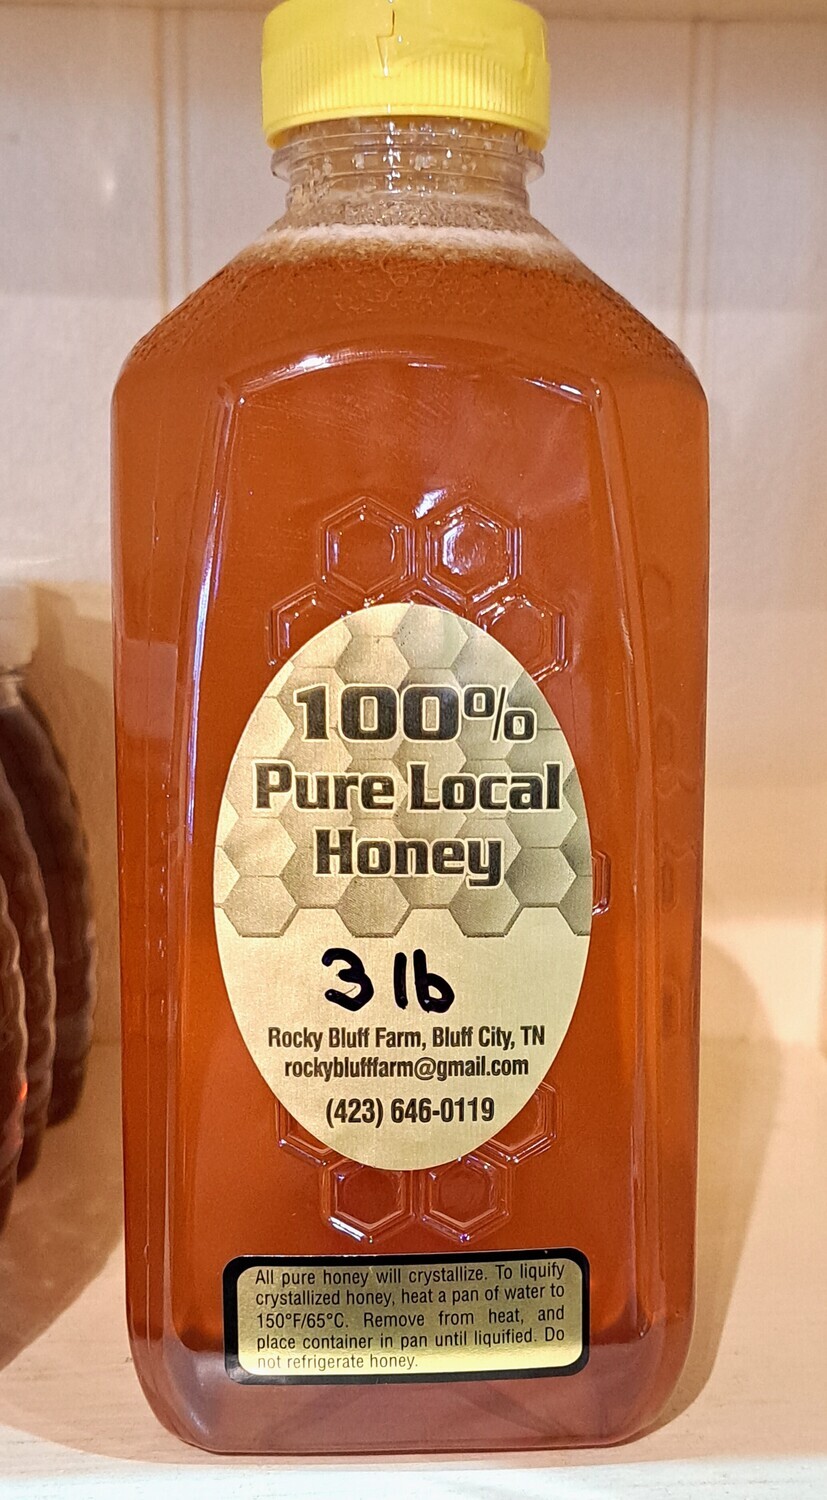 100%
Pure Local
Honey
3 lb
Rocky Bluff Farm, Bluff City, TN
rockyblufffarm@gmail.com
(423) 646-0119
All pure honey will crystallize. To liquify
crystallized honey, heat a pan of water to
150°F/65°C. Remove from heat, and
place container in pan until liquified. Do
not refrigerate honey.